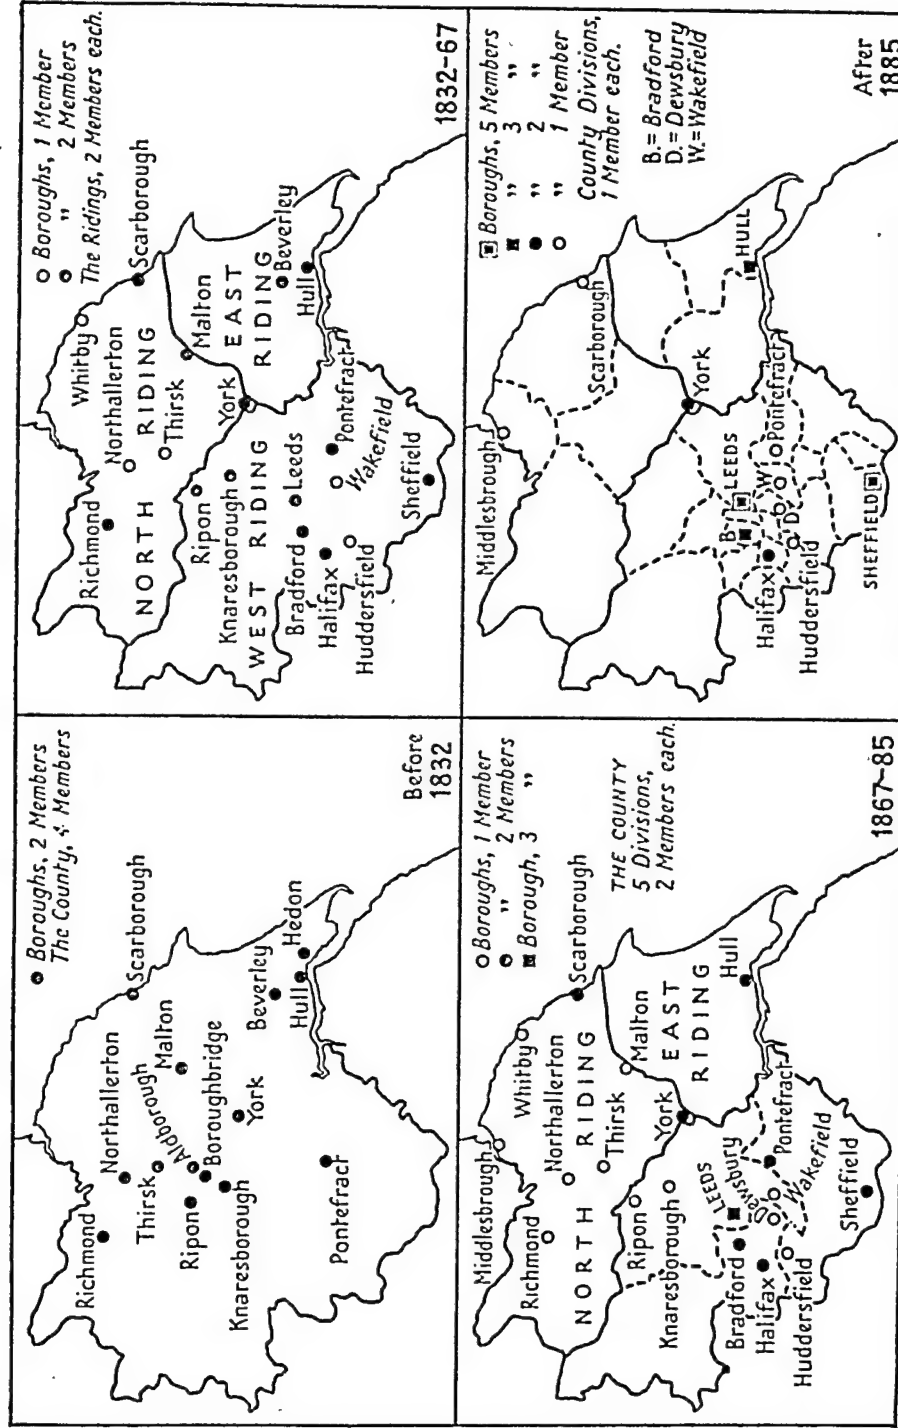 Boroughs, 2 Members
The County, 4 Members
Richmond
Northallerton
Thirsk
Aldborough
Malton
Scarborough
Ripon
Boroughbridge
Knaresborough
York
Beverley
Hull
Hedon
Pontefract
Before
1832
Boroughs, 1 Member
„ 2 Members
The Ridings, 2 Members each.
Whitby
Richmond
Northallerton
Scarborough
NORTH RIDING
Thirsk
Malton
Ripon
York
EAST
RIDING
Knaresborough
Beverley
WEST RIDING
Leeds
Hull
Bradford
Halifax
Pontefract
Wakefield
Huddersfield
Sheffield
1832-67
Boroughs, 1 Member
„ 2 Members
Borough, 3 „
THE COUNTY
5 Divisions,
2 Members each.
Middlesbrough
Whitby
Richmond
Northallerton
Scarborough
NORTH RIDING
Thirsk
Malton
Ripon
York
EAST
RIDING
Knaresborough
LEEDS
Hull
Bradford
Dewsbury
Halifax
Pontefract
Wakefield
Huddersfield
Sheffield
1867-85
Boroughs, 5 Members
„ 3 „
„ 2 „
„ 1 Member
County Divisions,
1 Member each.
B.=Bradford
D.=Dewsbury
W.=Wakefield
Middlesbrough
Scarborough
York
B.
LEEDS
HULL
Halifax
W.
Pontefract
D.
Huddersfield
SHEFFIELD
After
1885